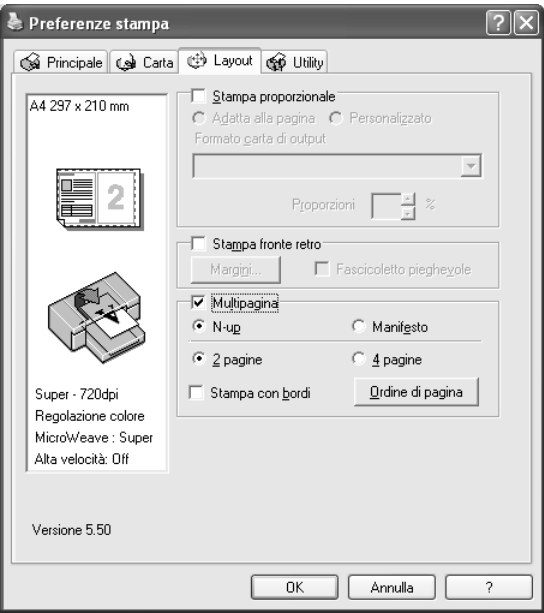 Preferenze stampa
Principale Carta Layout Utility
A4 297 x 210 mm
2
Super - 720dpi
Regolazione colore
MicroWeave : Super
Alta velocità: Off
Versione 5.50
Stampa proporzionale
Adatta alla pagina Personalizzato
Formato carta di output
Proporzioni %
Stampa fronte retro
Margini... Fascicoletto pieghevole
Multipagina
N-up Manifesto
2 pagine 4 pagine
Stampa con bordi Ordine di pagina
OK Annulla ?